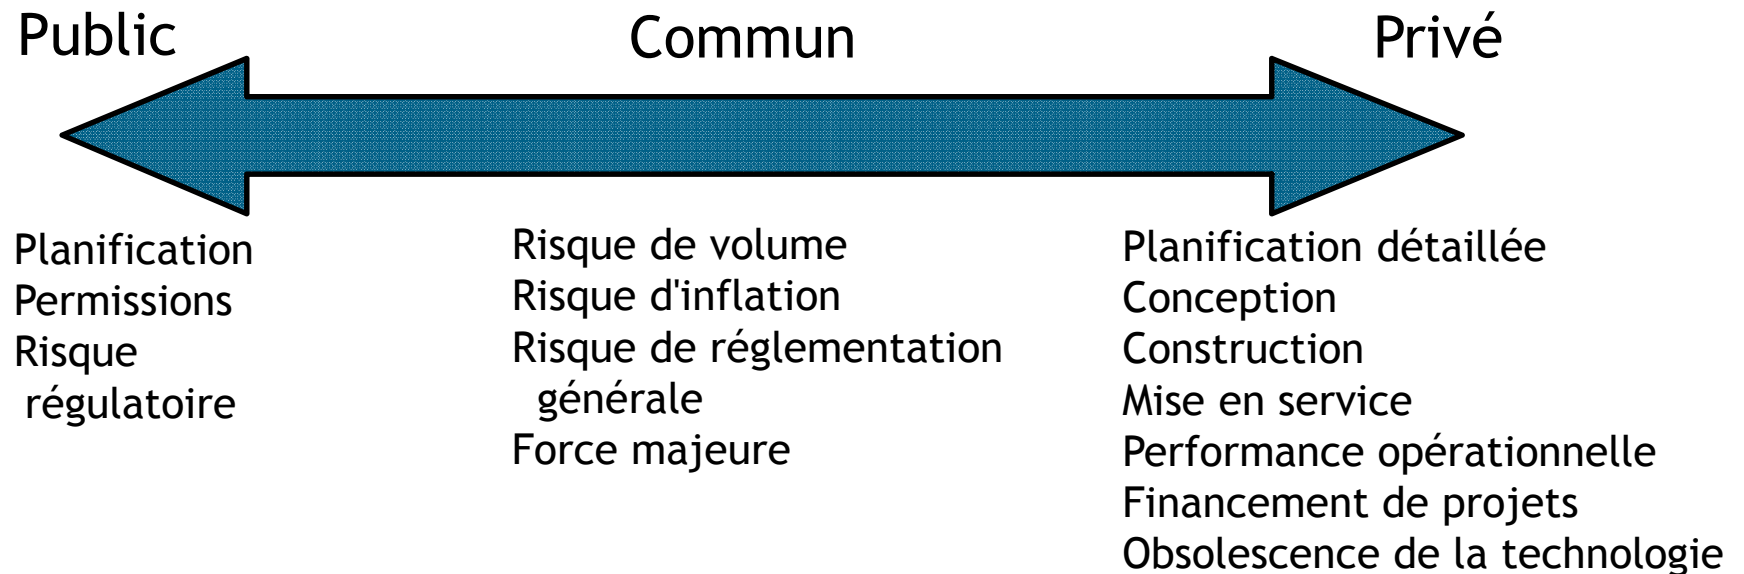 Public
Commun
Privé
Planification
Permissions
Risque
régulatoire
Risque de volume
Risque d'inflation
Risque de réglementation
générale
Force majeure
Planification détaillée
Conception
Construction
Mise en service
Performance opérationnelle
Financement de projets
Obsolescence de la technologie